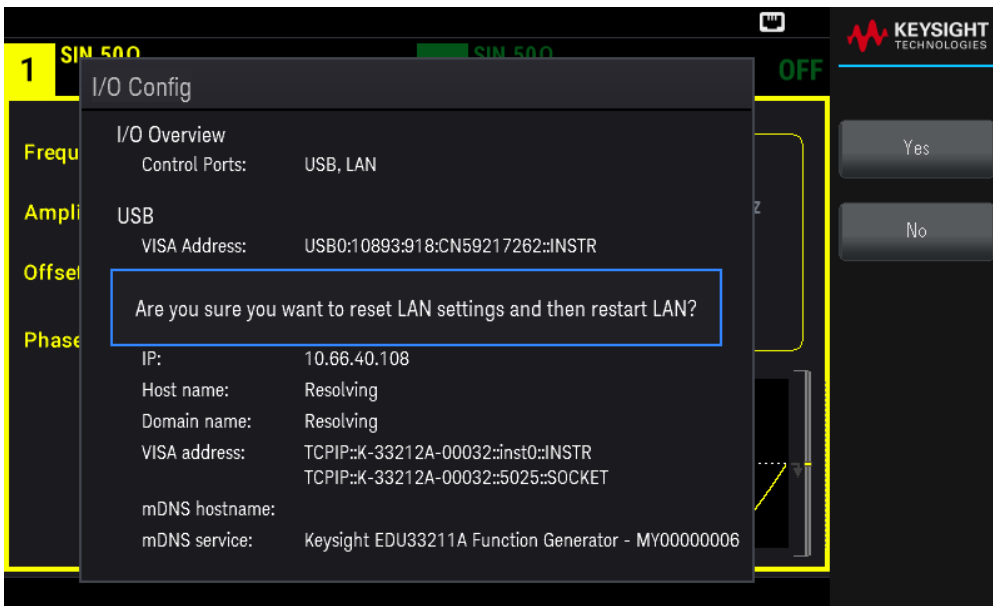 KEYSIGHT
TECHNOLOGIES
1
SIN 50Ω
SIN 50Ω
OFF
I/O Config
I/O Overview
Control Ports: USB, LAN
USB
VISA Address: USB0:10893:918:CN59217262::INSTR
Are you sure you want to reset LAN settings and then restart LAN?
IP: 10.66.40.108
Host name: Resolving
Domain name: Resolving
VISA address: TCPIP::K-33212A-00032::inst0::INSTR
TCPIP::K-33212A-00032::5025::SOCKET
mDNS hostname:
mDNS service: Keysight EDU33211A Function Generator - MY00000006
Frequ
Ampli
Offset
Phase
z
Yes
No